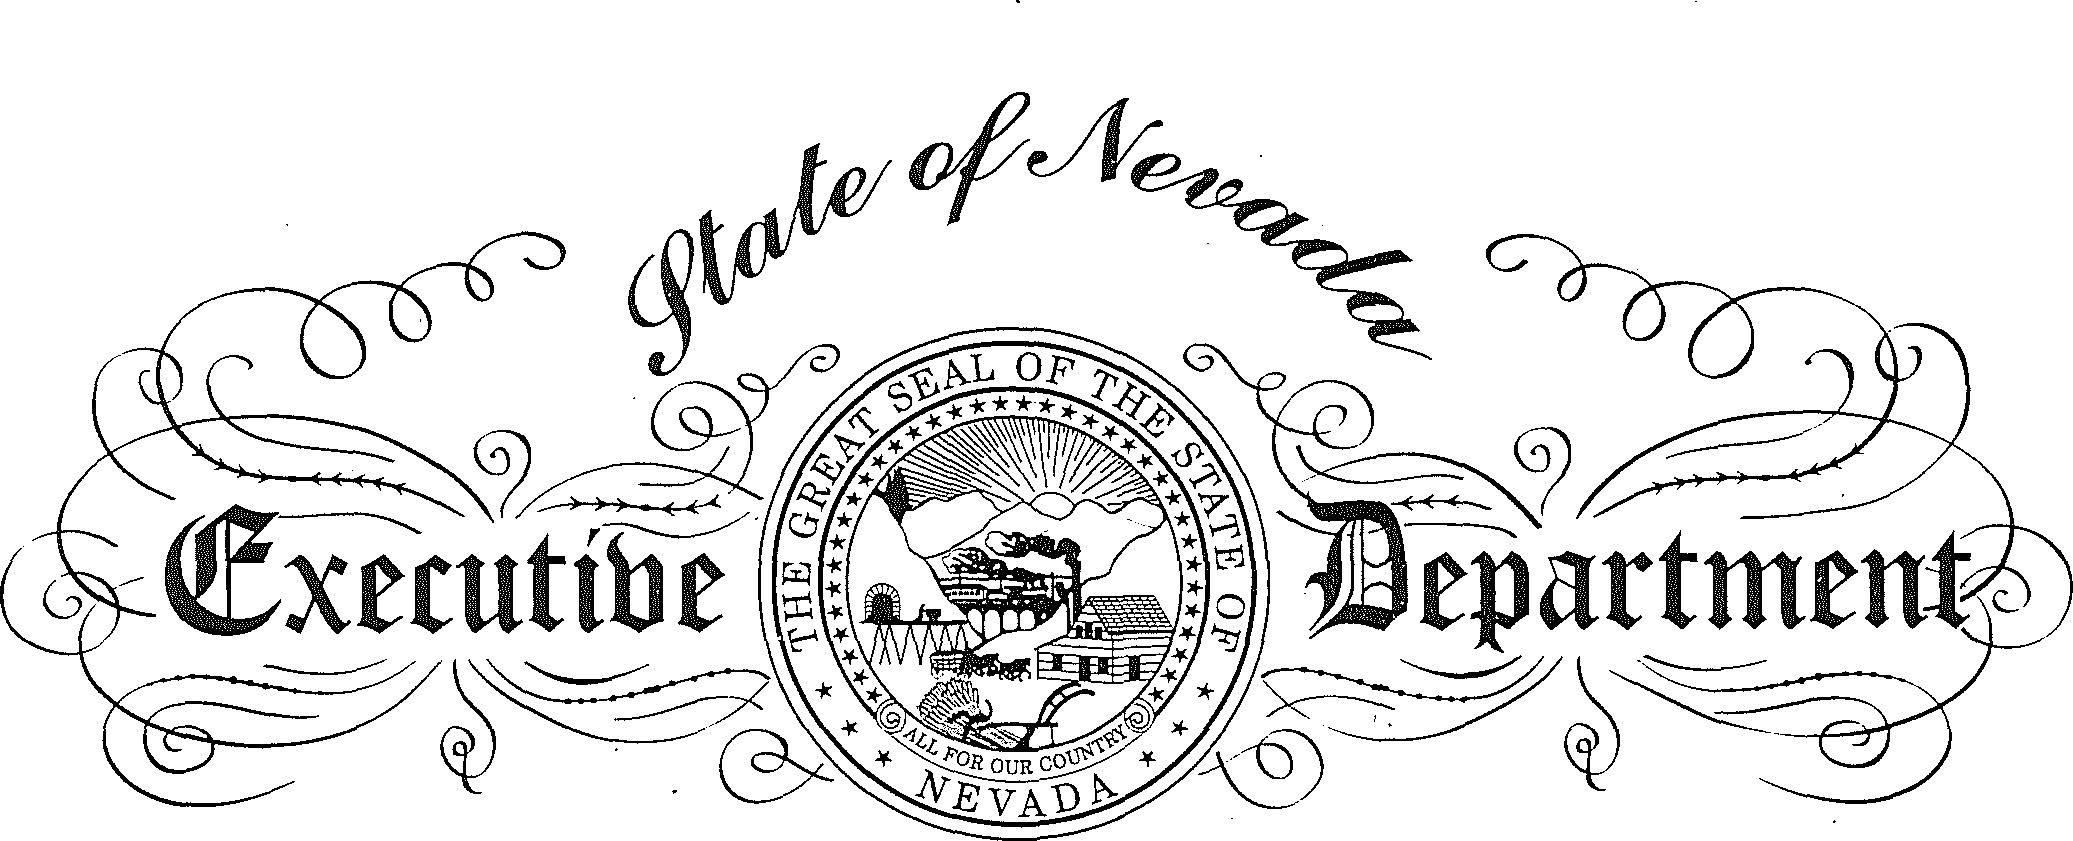 State of Nevada
THE GREAT SEAL OF THE STATE OF
Executive Department
ALL FOR OUR COUNTRY
NEVADA